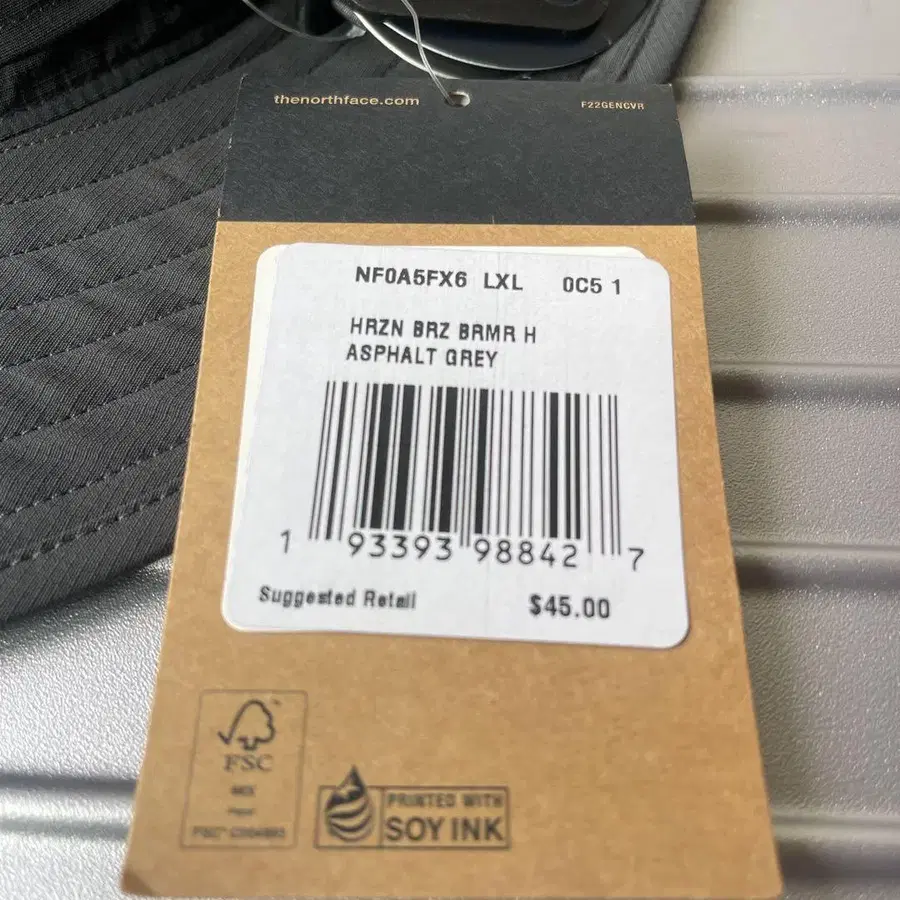 thenorthface.com F22GENCVR
NF0A5FX6 LXL 0C5 1
HRZN BRZ BRMR H
ASPHALT GREY
1 93393 98842 7
Suggested Retail $45.00
FSC
MIX
PRINTED WITH
SOY INK